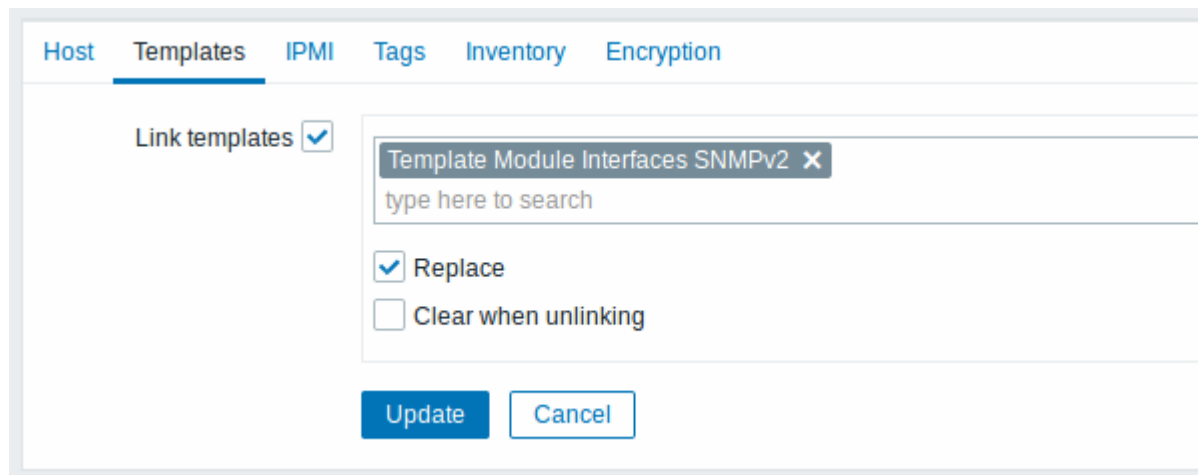 Host Templates IPMI Tags Inventory Encryption
Link templates
Template Module Interfaces SNMPv2
type here to search
Replace
Clear when unlinking
Update Cancel